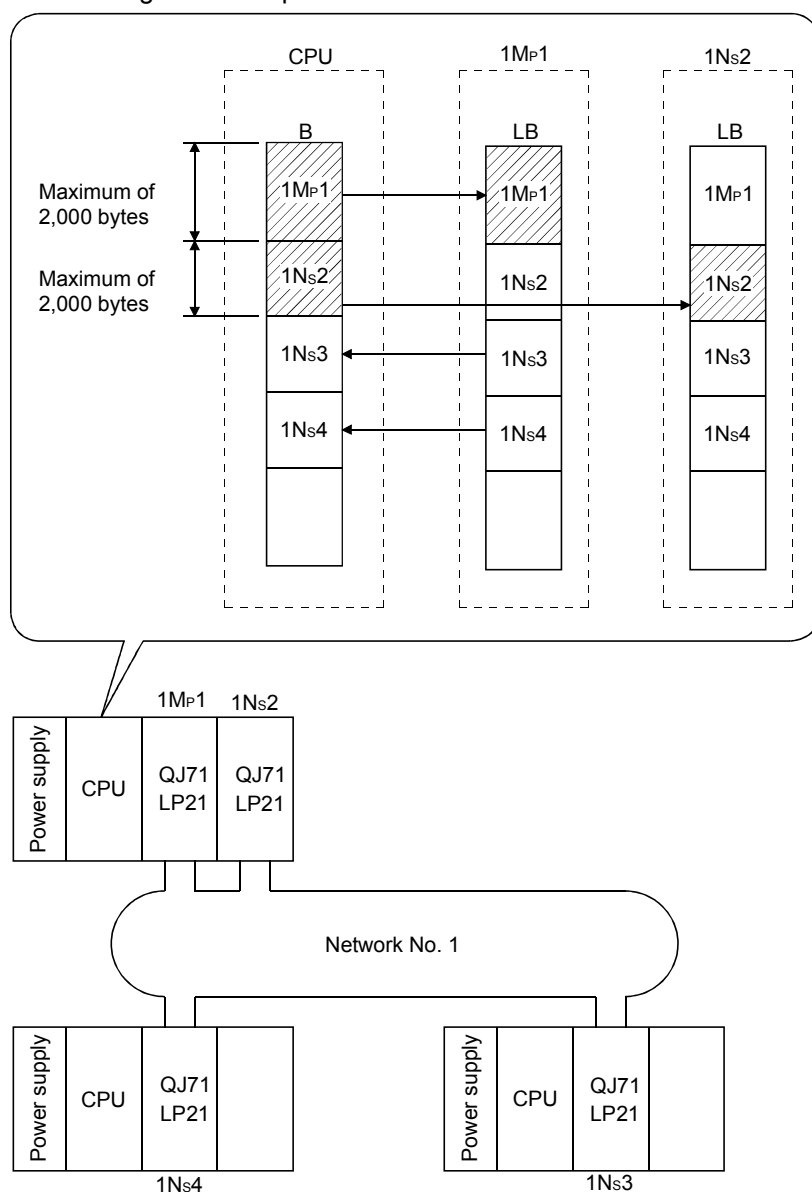 CPU
1MP1
1NS2
B
LB
LB
Maximum of
2,000 bytes
1MP1
1MP1
1MP1
Maximum of
2,000 bytes
1NS2
1NS2
1NS2
1NS3
1NS3
1NS3
1NS4
1NS4
1NS4
1MP1
1NS2
Power supply
CPU
QJ71
LP21
QJ71
LP21
Network No. 1
Power supply
CPU
QJ71
LP21
Power supply
CPU
QJ71
LP21
1NS4
1NS3